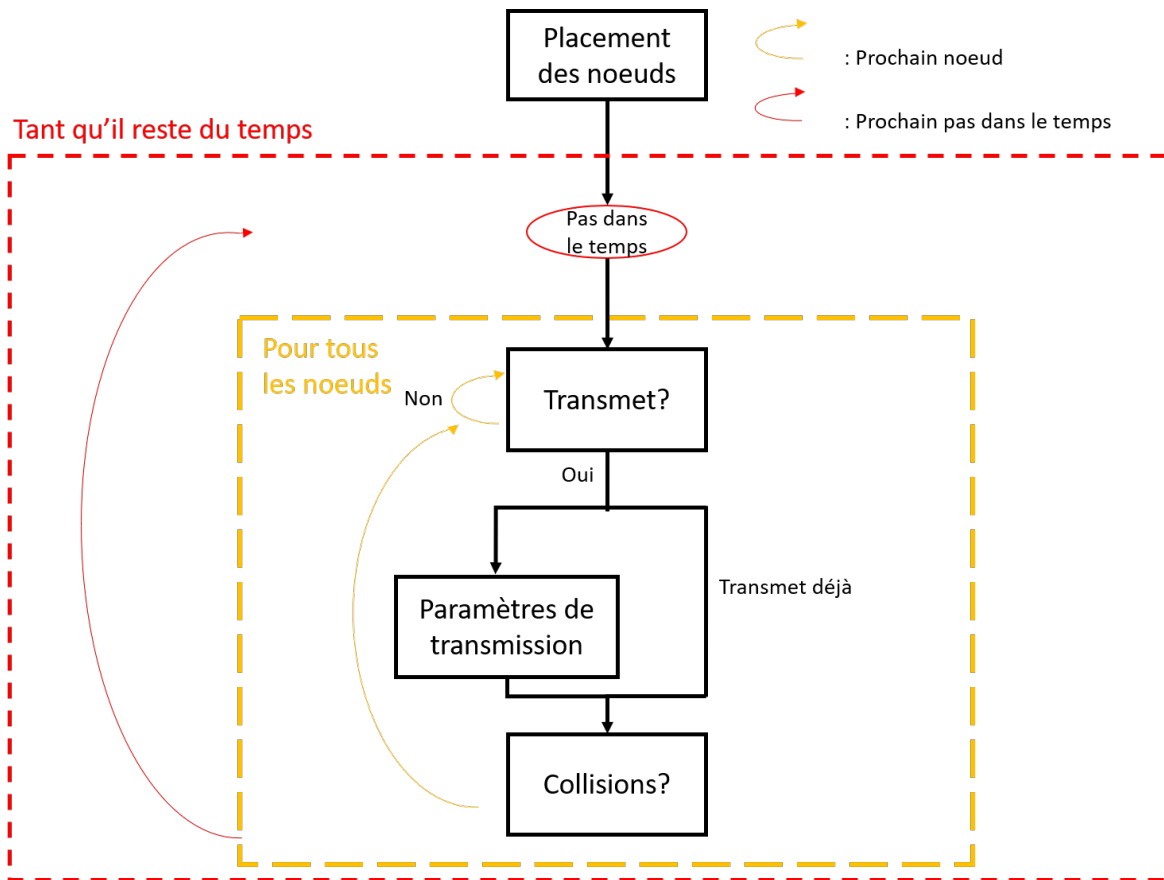 Placement
des noeuds
: Prochain noeud
: Prochain pas dans le temps
Tant qu’il reste du temps
Pas dans
le temps
Pour tous
les noeuds
Non
Transmet?
Oui
Transmet déjà
Paramètres de
transmission
Collisions?